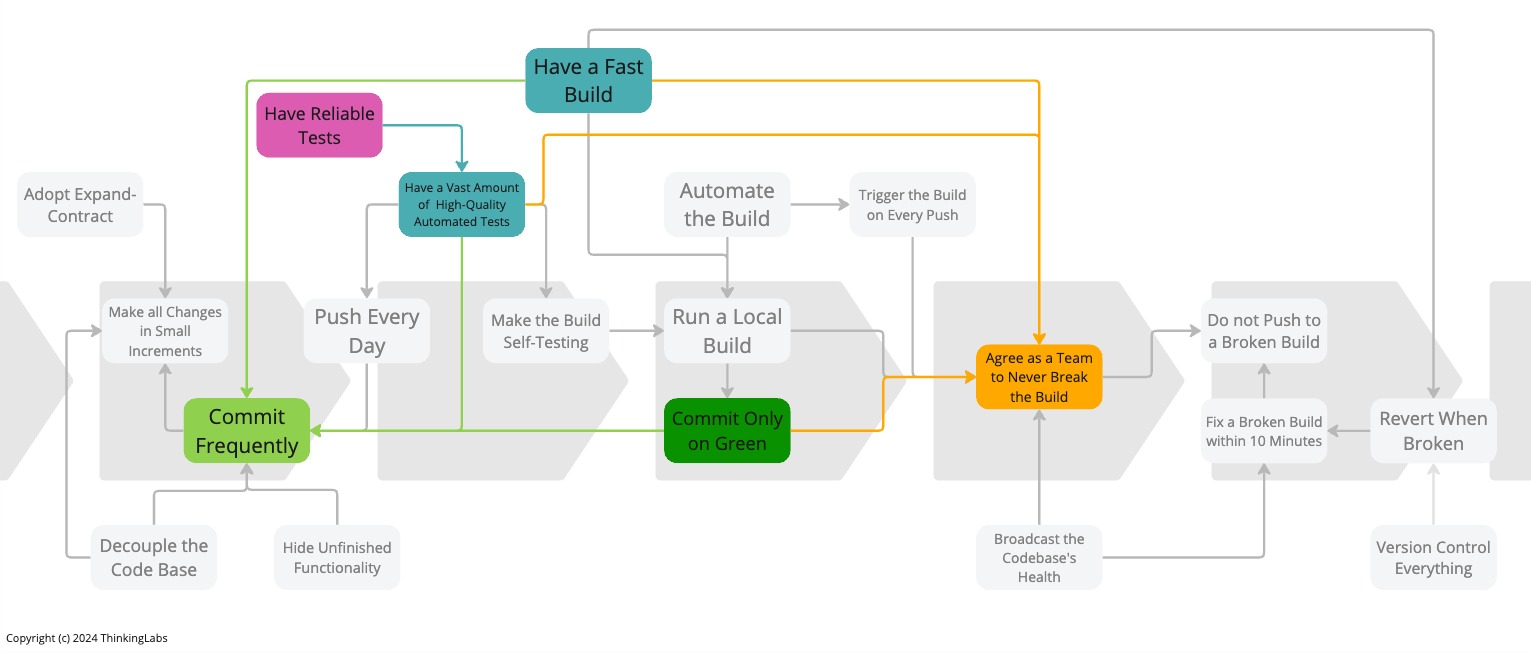 Have a Fast
Build
Have Reliable
Tests
Adopt Expand-
Contract
Have a Vast Amount
of High-Quality
Automated Tests
Automate
the Build
Trigger the Build
on Every Push
Make all Changes
in Small
Increments
Push Every
Day
Make the Build
Self-Testing
Run a Local
Build
Do not Push to
a Broken Build
Agree as a Team
to Never Break
the Build
Commit
Frequently
Commit Only
on Green
Fix a Broken Build
within 10 Minutes
Revert When
Broken
Decouple the
Code Base
Hide Unfinished
Functionality
Broadcast the
Codebase's
Health
Version Control
Everything
Copyright (c) 2024 ThinkingLabs